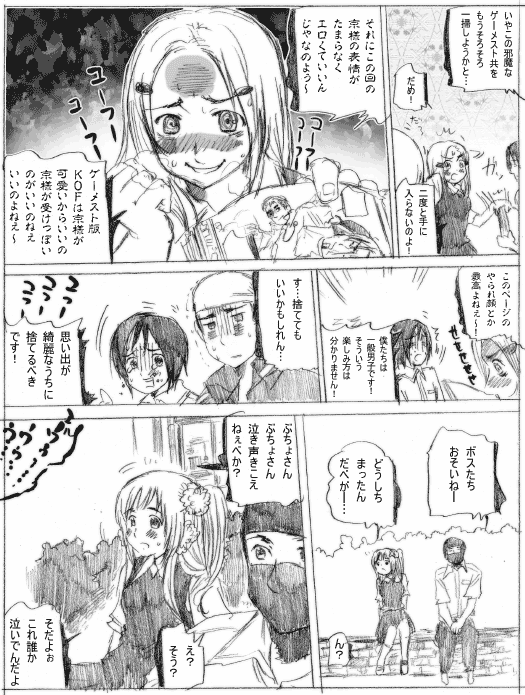 いやこの邪魔な
ゲーメスト共を
もうそろそろ
一掃しようかと…
だめ!
二度と手に
入らないのよ!
それにこの回の
京様の表情が
たまらなく
エロくていいん
じゃなのよう〜
コーフー
コーフー
ゲーメスト版
KOFは京様が
可愛いからいいの
京様が受けっぽい
のがいいのねえ
いいのよねえ〜
このページの
やられ顔とか
最高よねえ〜!
僕たちは
一般男子です!
そういう
楽しみ方は
分かりません!
す…捨てても
いいかもしれん…
思い出が
綺麗なうちに
捨てるべき
です!
ボスたち
おそいねー
どうしち
まったん
だべが――…
ん?
ぶちょさん
ぶちょさん
泣き声きこえ
ねぇべか?
え?
そう?
そだよぉ
これ誰か
泣いでんだよ